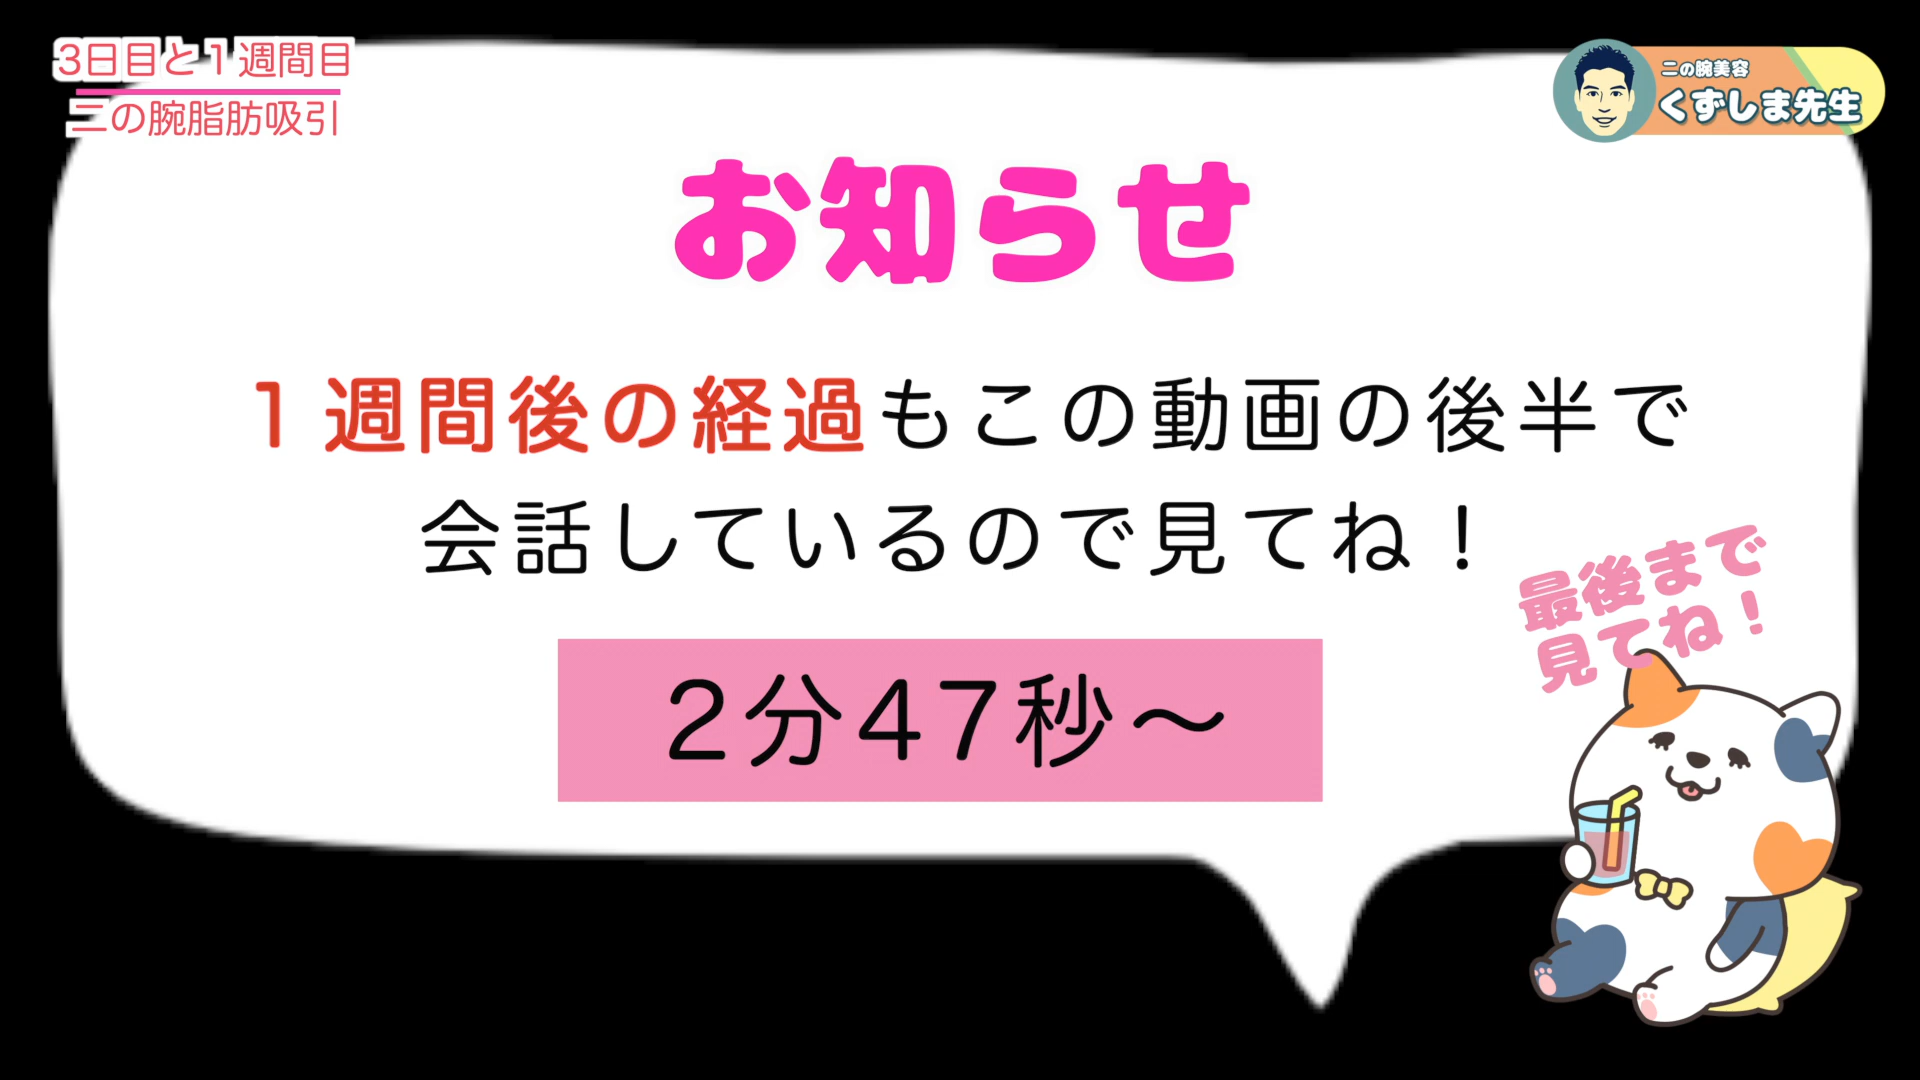 3日目と1週間目
二の腕脂肪吸引
二の腕美容
くずしま先生
お知らせ
1週間後の経過もこの動画の後半で
会話しているので見てね！
2分47秒〜
最後まで
見てね！